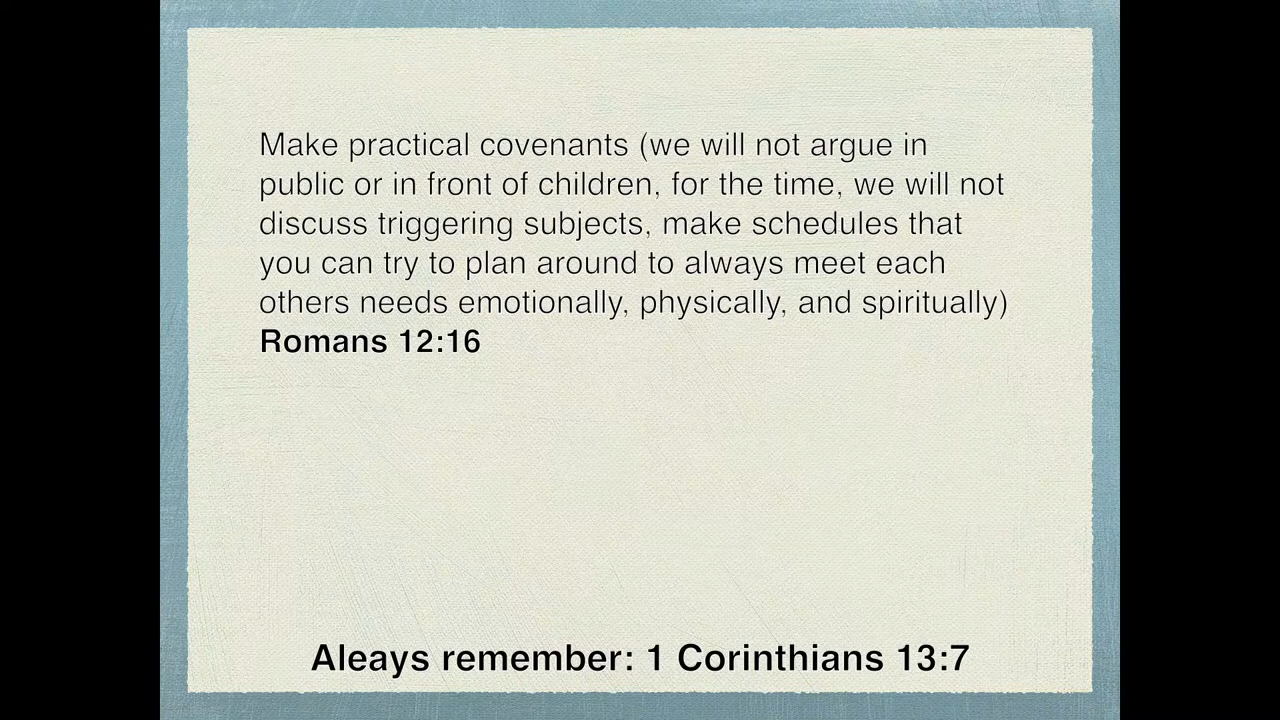 Make practical covenants (we will not argue in
public or in front of children, for the time, we will not
discuss triggering subjects, make schedules that
you can try to plan around to always meet each
others needs emotionally, physically, and spiritually)
Romans 12:16
Aleays remember: 1 Corinthians 13:7